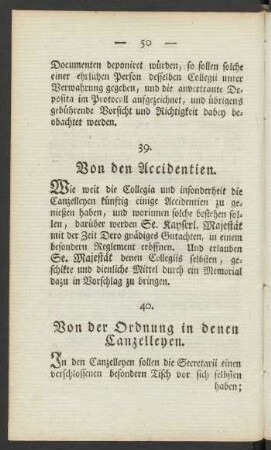 — 50 —
Documenten deponiret würden, so sollen solche
einer ehrlichen Person desselben Collegii unter
Verwahrung gegeben, und die anvertraute De-
posita im Protocoll aufgezeichnet, und übrigens
gebührende Vorsicht und Richtigkeit dabey be-
obachtet werden.
39.
Von den Accidentien.
Wie weit die Collegia und insonderheit die
Canzelleyen künftig einige Accidentien zu ge-
nießen haben, und worinnen solche bestehen sol-
len, darüber werden Se. Kayserl. Majestät
mit der Zeit Dero gnädiges Gutachten, in einem
besondern Reglement eröffnen. Und erlauben
Se. Majestät denen Collegiis selbsten, ge-
schikte und dienliche Mittel durch ein Memorial
dazu in Vorschlag zu bringen.
40.
Von der Ordnung in denen
Canzelleyen.
In den Canzelleyen sollen die Secretarii einen
verschlossenen besondern Tisch vor sich selbsten
haben;